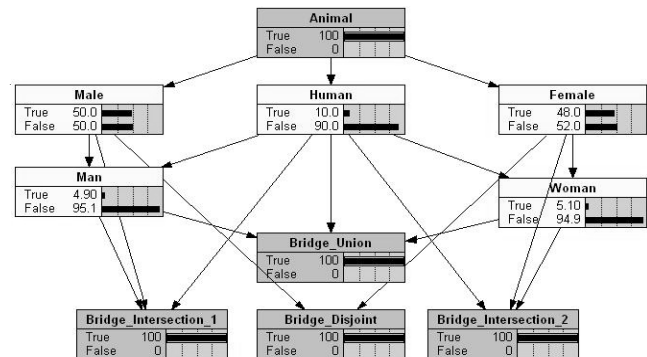 Animal
True 100
False 0
Male
True 50.0
False 50.0
Human
True 10.0
False 90.0
Female
True 48.0
False 52.0
Man
True 4.90
False 95.1
Woman
True 5.10
False 94.9
Bridge_Union
True 100
False 0
Bridge_Intersection_1
True 100
False 0
Bridge_Disjoint
True 100
False 0
Bridge_Intersection_2
True 100
False 0